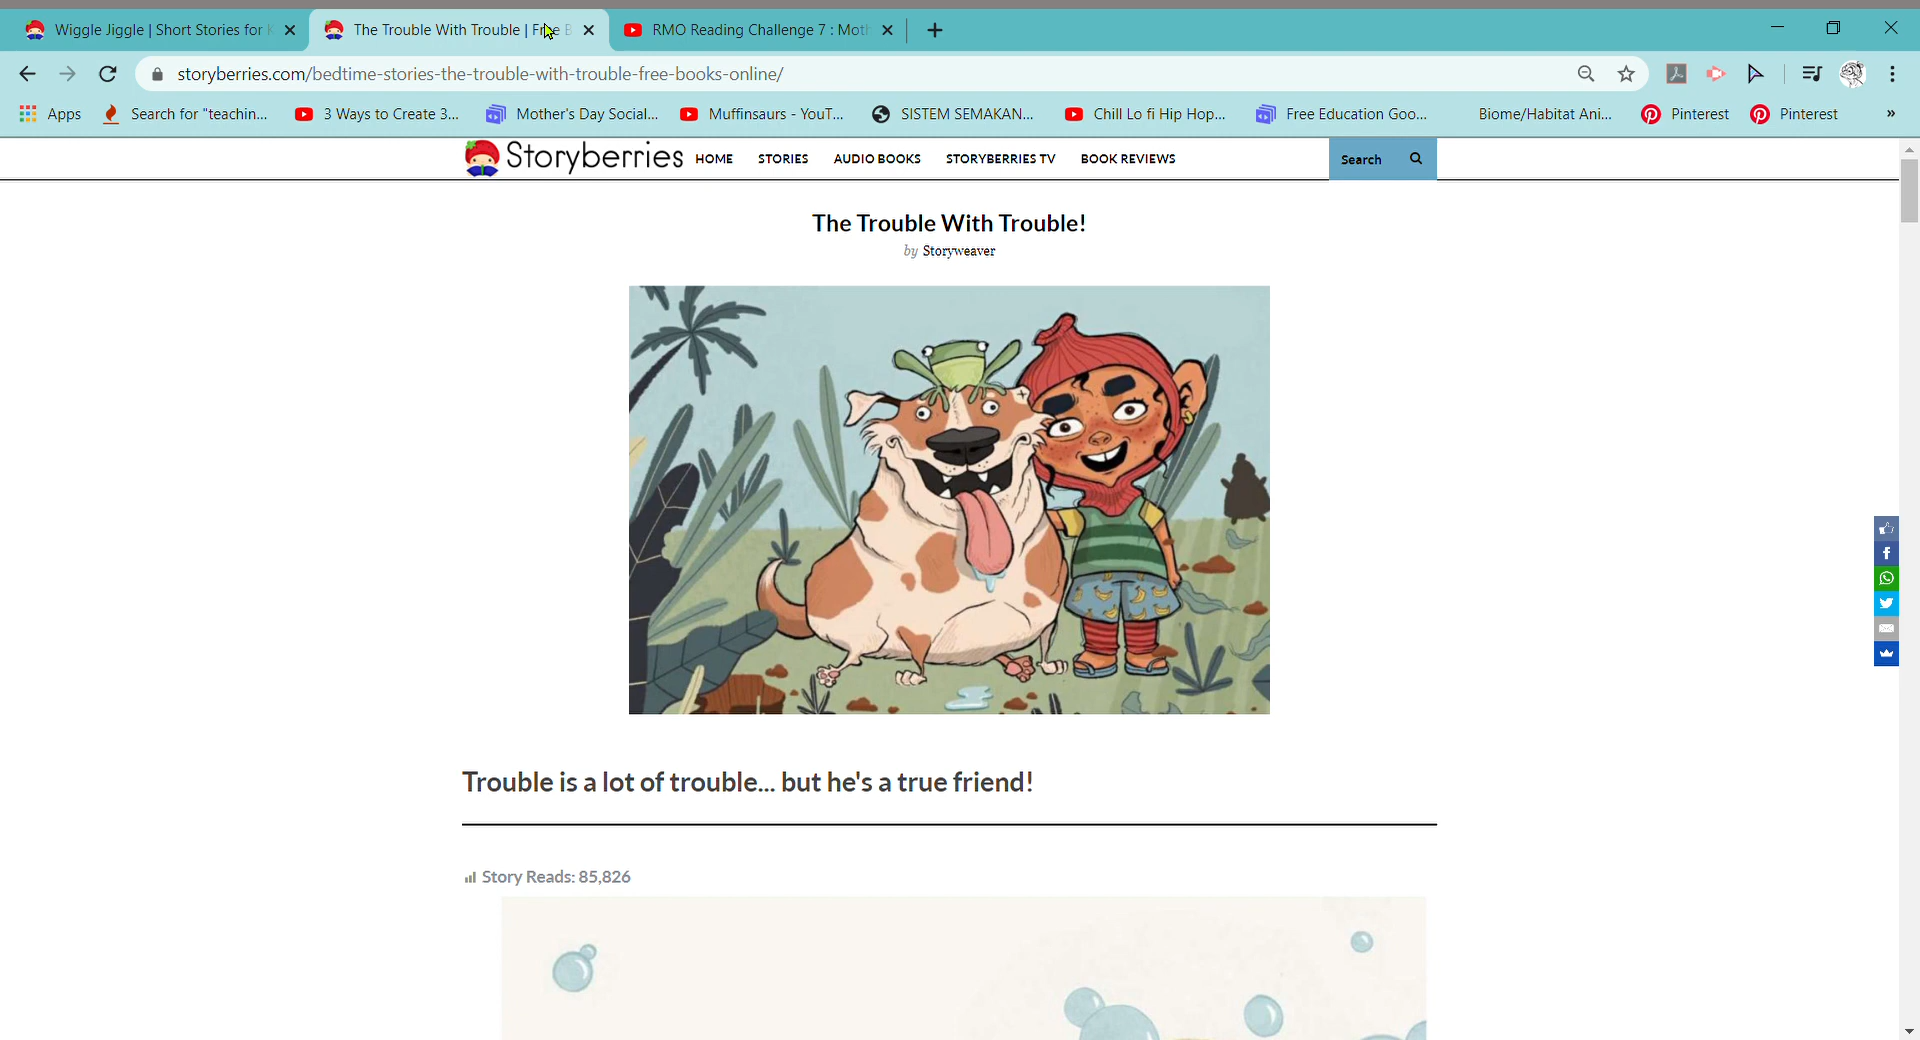 Wiggle Jiggle | Short Stories for K
The Trouble With Trouble | Free B
RMO Reading Challenge 7 : Moth
storyberries.com/bedtime-stories-the-trouble-with-trouble-free-books-online/
Apps
Search for "teachin...
3 Ways to Create 3...
Mother's Day Social...
Muffinsaurs - YouT...
SISTEM SEMAKAN...
Chill Lo fi Hip Hop...
Free Education Goo...
Biome/Habitat Ani...
Pinterest
Pinterest
»
Storyberries
HOME
STORIES
AUDIO BOOKS
STORYBERRIES TV
BOOK REVIEWS
Search
The Trouble With Trouble!
by Storyweaver
Trouble is a lot of trouble... but he's a true friend!
Story Reads: 85,826